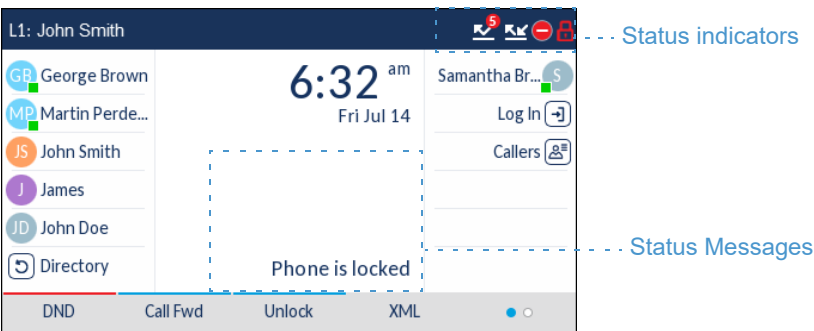 L1: John Smith
5
Status indicators
GB George Brown
MP Martin Perde...
JS John Smith
J James
JD John Doe
Directory
6:32 am
Fri Jul 14
Phone is locked
Samantha Br... S
Log In
Callers
Status Messages
DND Call Fwd Unlock XML